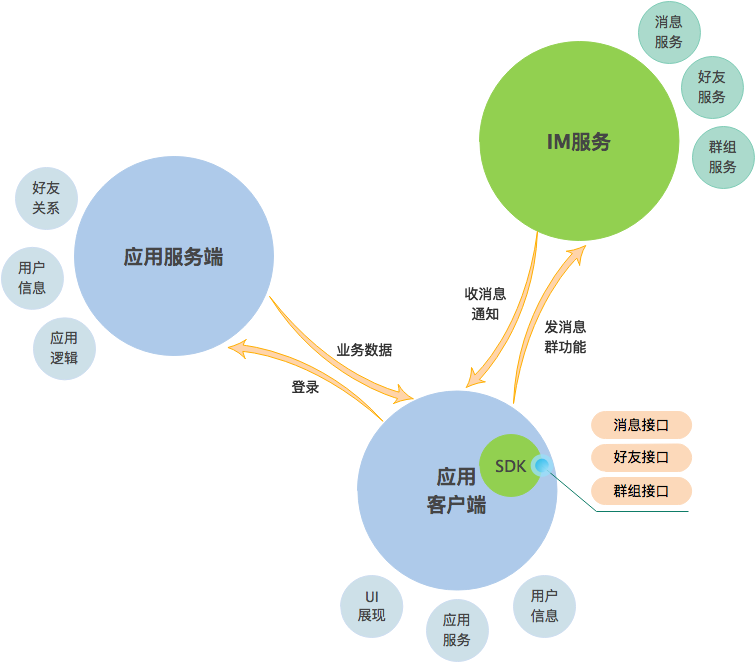 消息
服务
好友
服务
IM服务
群组
服务
好友
关系
应用服务端
用户
信息
应用
逻辑
收消息
通知
发消息
群功能
业务数据
登录
消息接口
好友接口
群组接口
SDK
应用
客户端
UI
展现
应用
服务
用户
信息